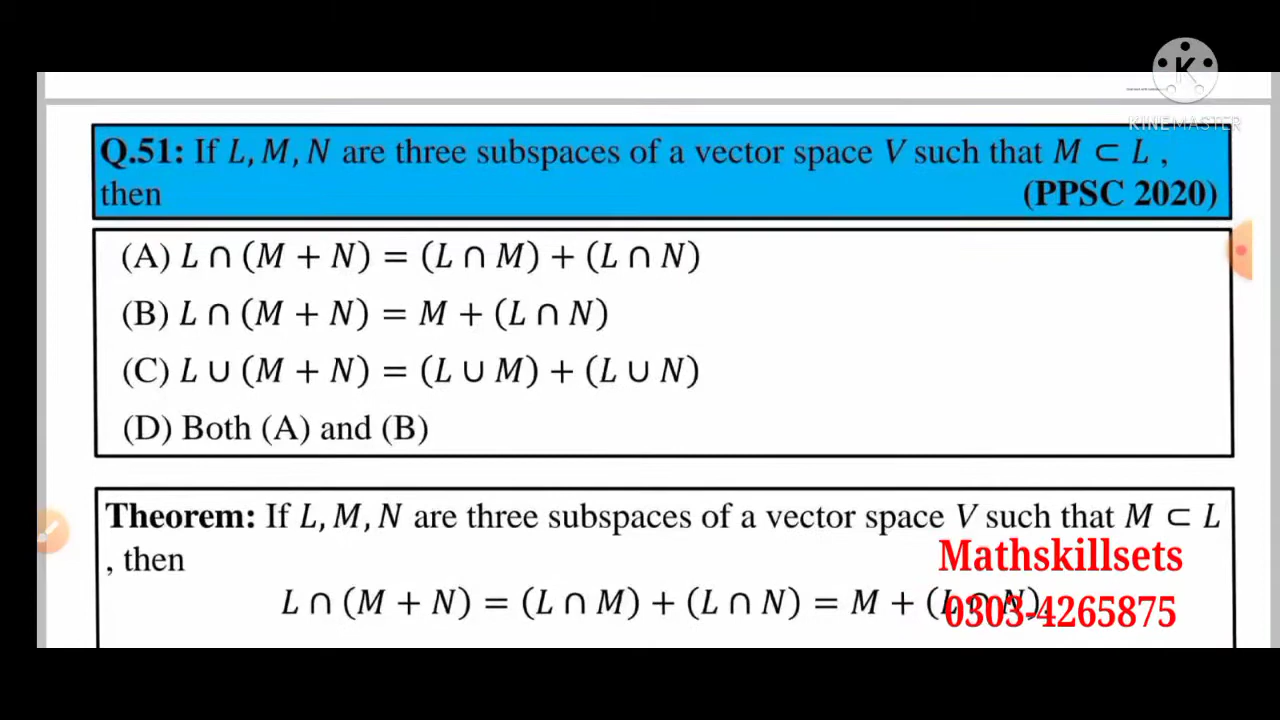 KINEMASTER
Q.51: If L, M, N are three subspaces of a vector space V such that M ⊂ L ,
then (PPSC 2020)
(A) L ∩ (M + N) = (L ∩ M) + (L ∩ N)
(B) L ∩ (M + N) = M + (L ∩ N)
(C) L ∪ (M + N) = (L ∪ M) + (L ∪ N)
(D) Both (A) and (B)
Theorem: If L, M, N are three subspaces of a vector space V such that M ⊂ L
, then
L ∩ (M + N) = (L ∩ M) + (L ∩ N) = M + (L ∩ N).
Mathskillsets
0303-4265875